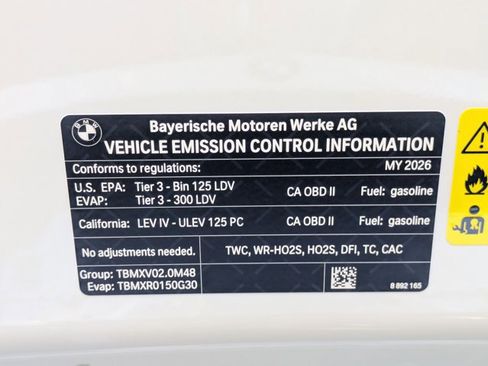 BMW
Bayerische Motoren Werke AG
VEHICLE EMISSION CONTROL INFORMATION
Conforms to regulations: MY 2026
U.S. EPA: Tier 3 - Bin 125 LDV CA OBD II Fuel: gasoline
EVAP: Tier 3 - 300 LDV
California: LEV IV - ULEV 125 PC CA OBD II Fuel: gasoline
No adjustments needed. TWC, WR-HO2S, HO2S, DFI, TC, CAC
Group: TBMXV02.0M48
Evap: TBMXR0150G30
8 892 165